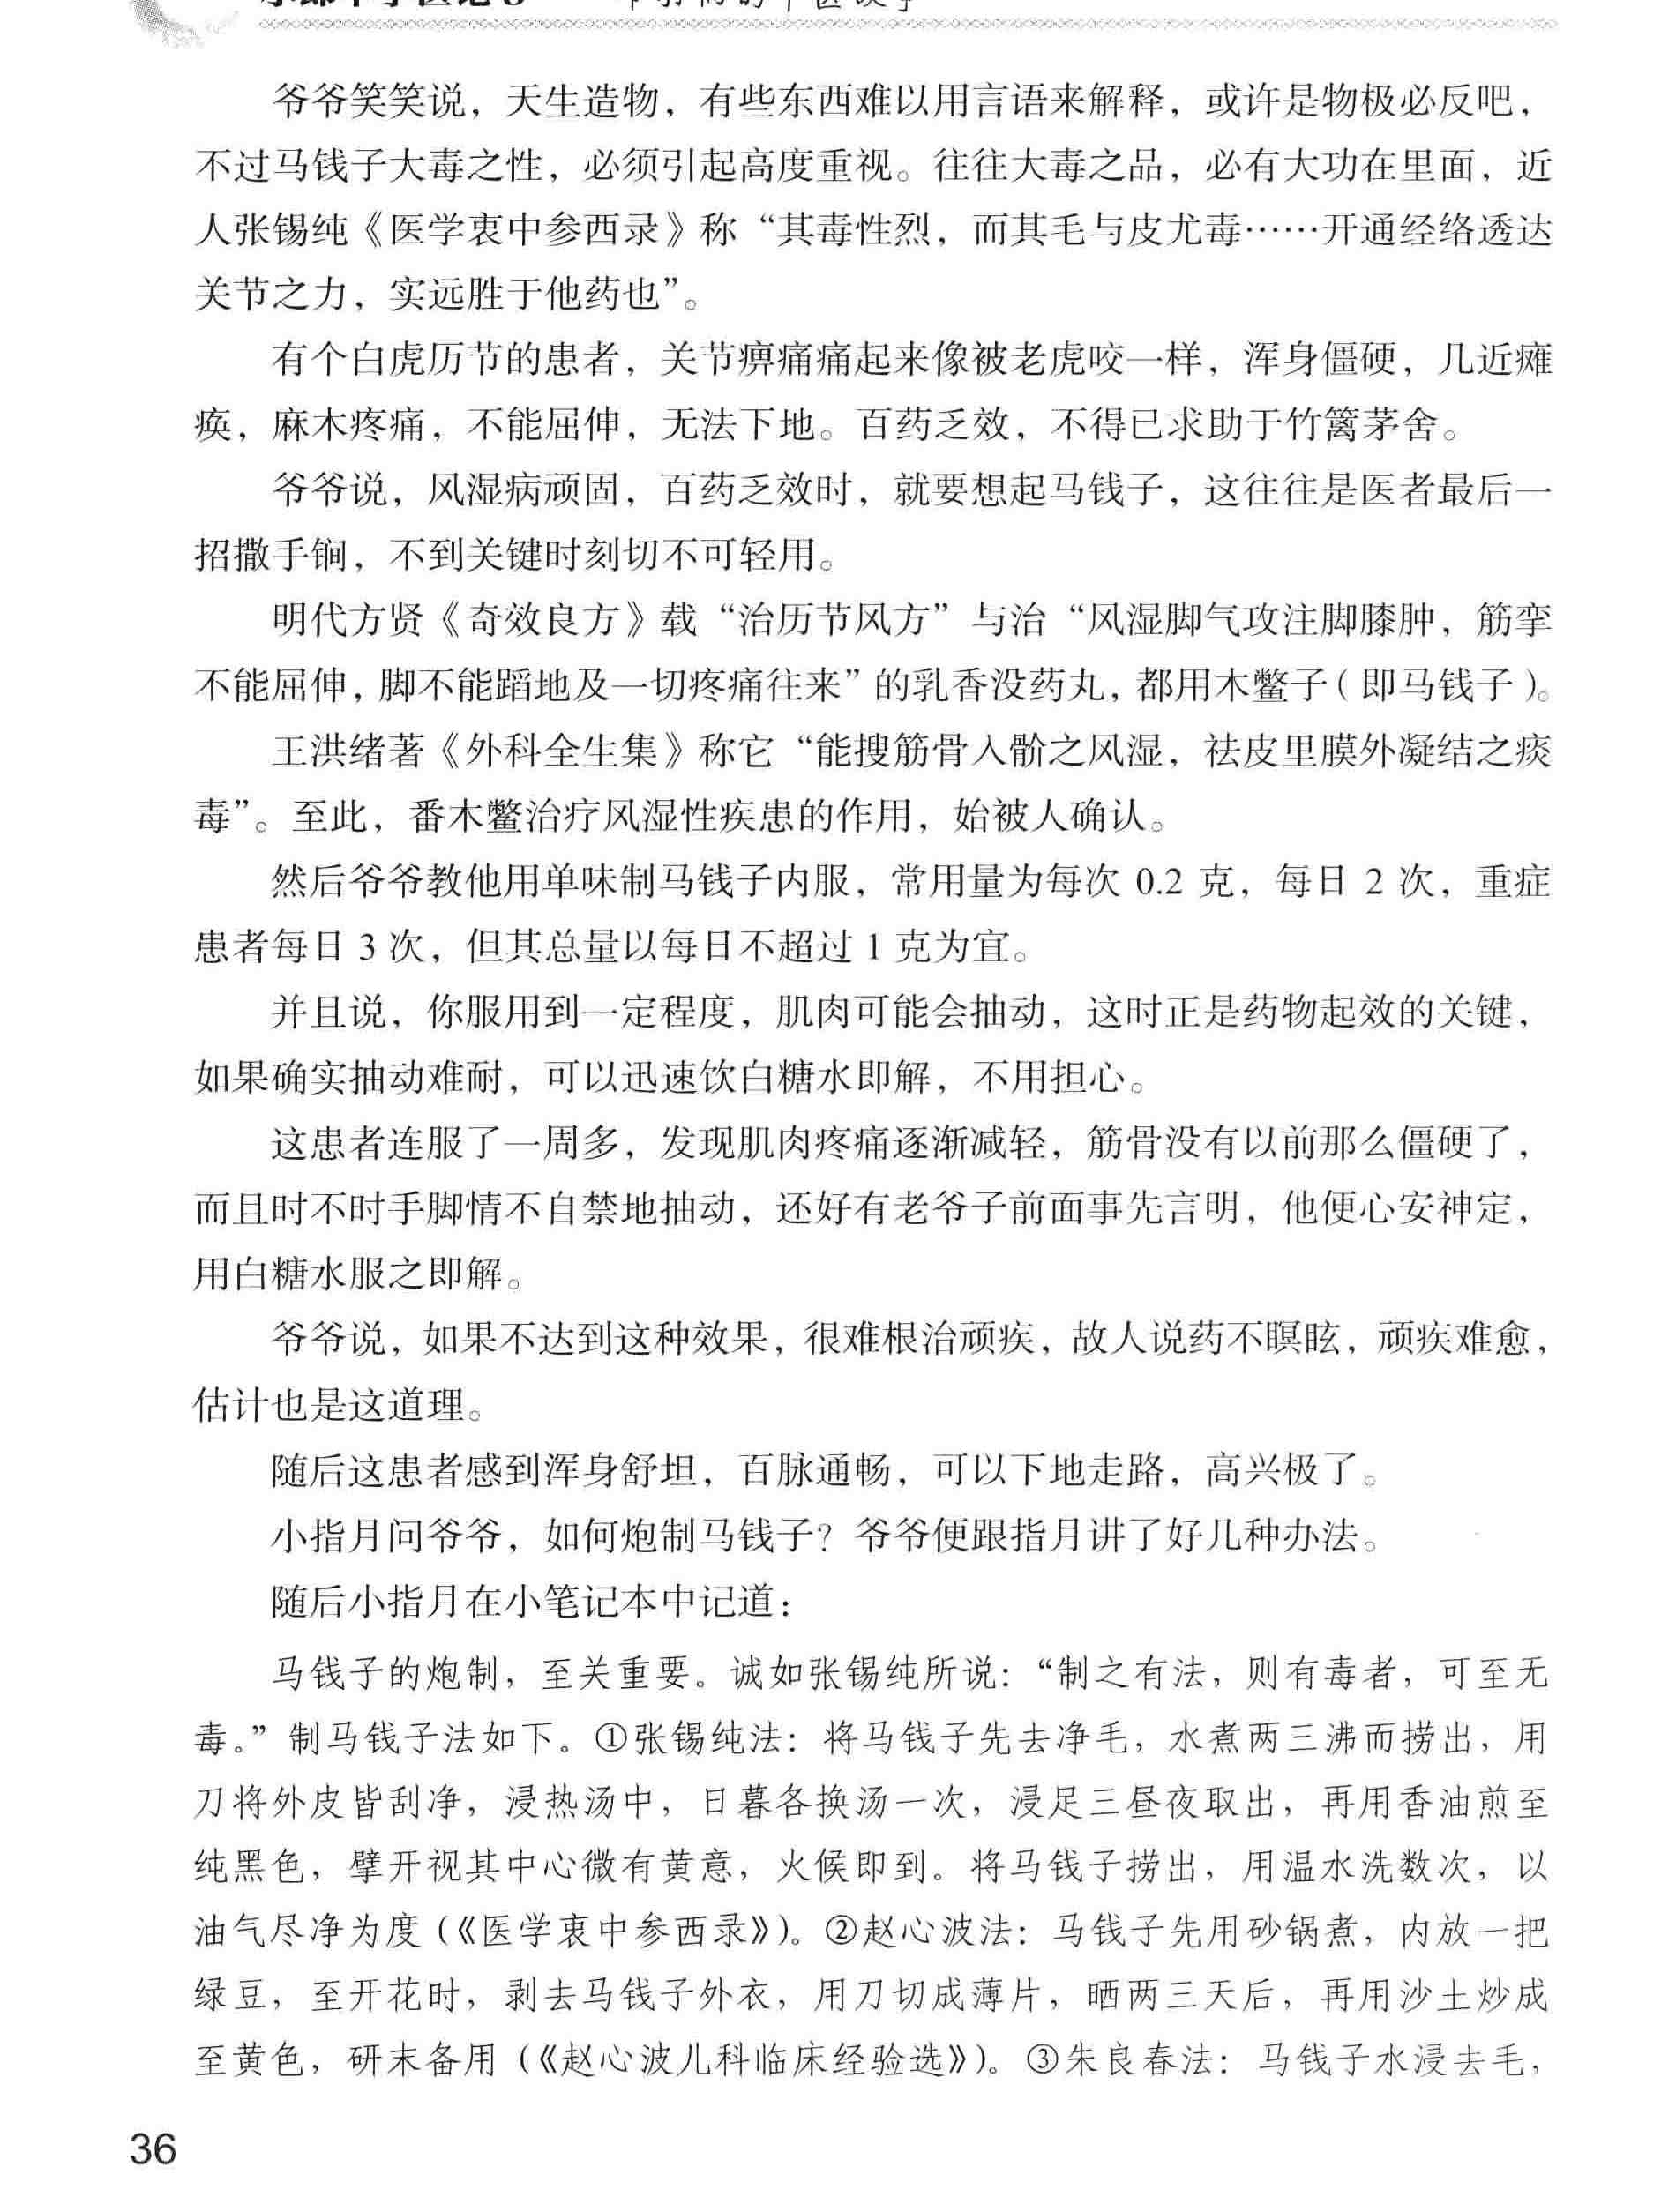 爷爷笑笑说，天生造物，有些东西难以用言语来解释，或许是物极必反吧，
不过马钱子大毒之性，必须引起高度重视。往往大毒之品，必有大功在里面，近
人张锡纯《医学衷中参西录》称“其毒性烈，而其毛与皮尤毒……开通经络透达
关节之力，实远胜于他药也”。
有个白虎历节的患者，关节痹痛痛起来像被老虎咬一样，浑身僵硬，几近瘫
痪，麻木疼痛，不能屈伸，无法下地。百药乏效，不得已求助于竹篱茅舍。
爷爷说，风湿病顽固，百药乏效时，就要想起马钱子，这往往是医者最后一
招撒手锏，不到关键时刻切不可轻用。
明代方贤《奇效良方》载“治历节风方”与治“风湿脚气攻注脚膝肿，筋挛
不能屈伸，脚不能蹈地及一切疼痛往来”的乳香没药丸，都用木鳖子（即马钱子）。
王洪绪著《外科全生集》称它“能搜筋骨入骱之风湿，祛皮里膜外凝结之痰
毒”。至此，番木鳖治疗风湿性疾患的作用，始被人确认。
然后爷爷教他用单味制马钱子内服，常用量为每次 0.2 克，每日 2 次，重症
患者每日 3 次，但其总量以每日不超过 1 克为宜。
并且说，你服用到一定程度，肌肉可能会抽动，这时正是药物起效的关键，
如果确实抽动难耐，可以迅速饮白糖水即解，不用担心。
这患者连服了一周多，发现肌肉疼痛逐渐减轻，筋骨没有以前那么僵硬了，
而且时不时手脚情不自禁地抽动，还好有老爷子前面事先言明，他便心安神定，
用白糖水服之即解。
爷爷说，如果不达到这种效果，很难根治顽疾，故人说药不瞑眩，顽疾难愈，
估计也是这道理。
随后这患者感到浑身舒坦，百脉通畅，可以下地走路，高兴极了。
小指月问爷爷，如何炮制马钱子？爷爷便跟指月讲了好几种办法。
随后小指月在小笔记本中记道：
马钱子的炮制，至关重要。诚如张锡纯所说：“制之有法，则有毒者，可至无
毒。”制马钱子法如下。①张锡纯法：将马钱子先去净毛，水煮两三沸而捞出，用
刀将外皮皆刮净，浸热汤中，日暮各换汤一次，浸足三昼夜取出，再用香油煎至
纯黑色，擘开视其中心微有黄意，火候即到。将马钱子捞出，用温水洗数次，以
油气尽净为度（《医学衷中参西录》）。②赵心波法：马钱子先用砂锅煮，内放一把
绿豆，至开花时，剥去马钱子外衣，用刀切成薄片，晒两三天后，再用沙土炒成
至黄色，研末备用（《赵心波儿科临床经验选》）。③朱良春法：马钱子水浸去毛，
36